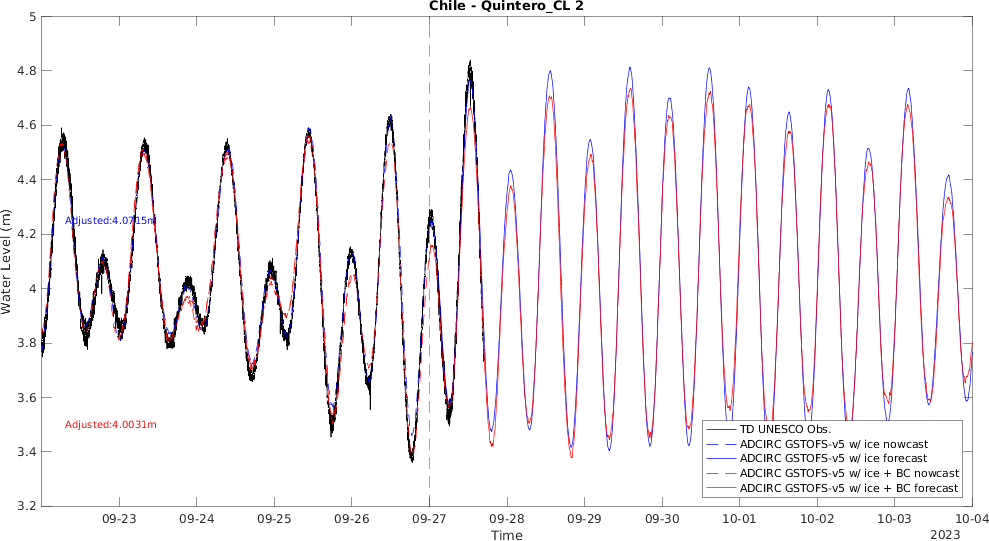 Chile - Quintero_CL 2
5
4.8
4.6
4.4
4.2
4
3.8
3.6
3.4
3.2
Water Level (m)
Adjusted:4.0715m
Adjusted:4.0031m
TD UNESCO Obs.
ADCIRC GSTOFS-v5 w/ ice nowcast
ADCIRC GSTOFS-v5 w/ ice forecast
ADCIRC GSTOFS-v5 w/ ice + BC nowcast
ADCIRC GSTOFS-v5 w/ ice + BC forecast
09-23 09-24 09-25 09-26 09-27 09-28 09-29 09-30 10-01 10-02 10-03 10-04
Time
2023